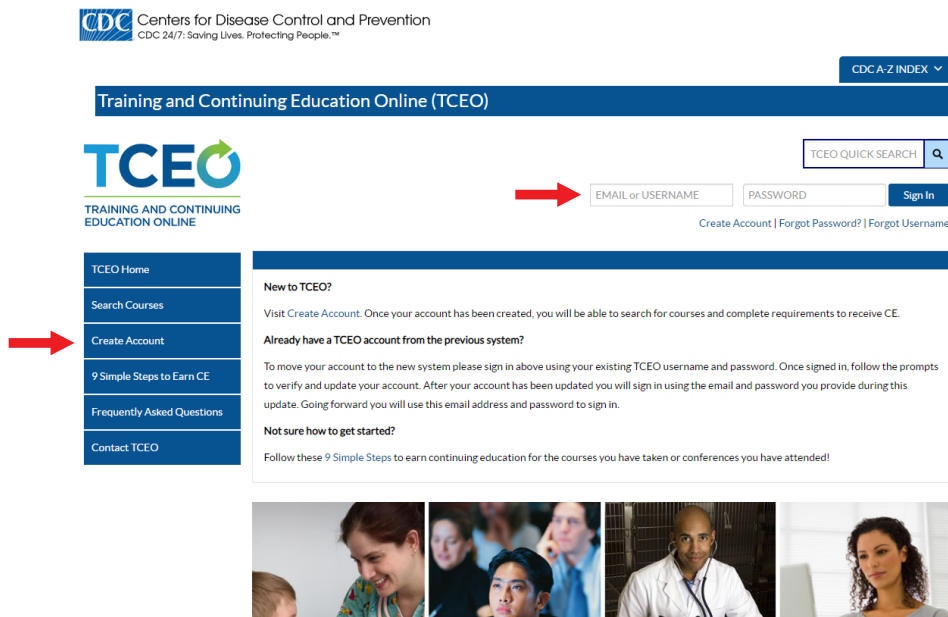 CDC Centers for Disease Control and Prevention
CDC 24/7: Saving Lives. Protecting People.™
CDC A-Z INDEX
Training and Continuing Education Online (TCEO)
TCEO
TRAINING AND CONTINUING
EDUCATION ONLINE
TCEO QUICK SEARCH
EMAIL or USERNAME PASSWORD Sign In
Create Account | Forgot Password? | Forgot Username
TCEO Home
Search Courses
Create Account
9 Simple Steps to Earn CE
Frequently Asked Questions
Contact TCEO
New to TCEO?
Visit Create Account. Once your account has been created, you will be able to search for courses and complete requirements to receive CE.
Already have a TCEO account from the previous system?
To move your account to the new system please sign in above using your existing TCEO username and password. Once signed in, follow the prompts
to verify and update your account. After your account has been updated you will sign in using the email and password you provide during this
update. Going forward you will use this email address and password to sign in.
Not sure how to get started?
Follow these 9 Simple Steps to earn continuing education for the courses you have taken or conferences you have attended!